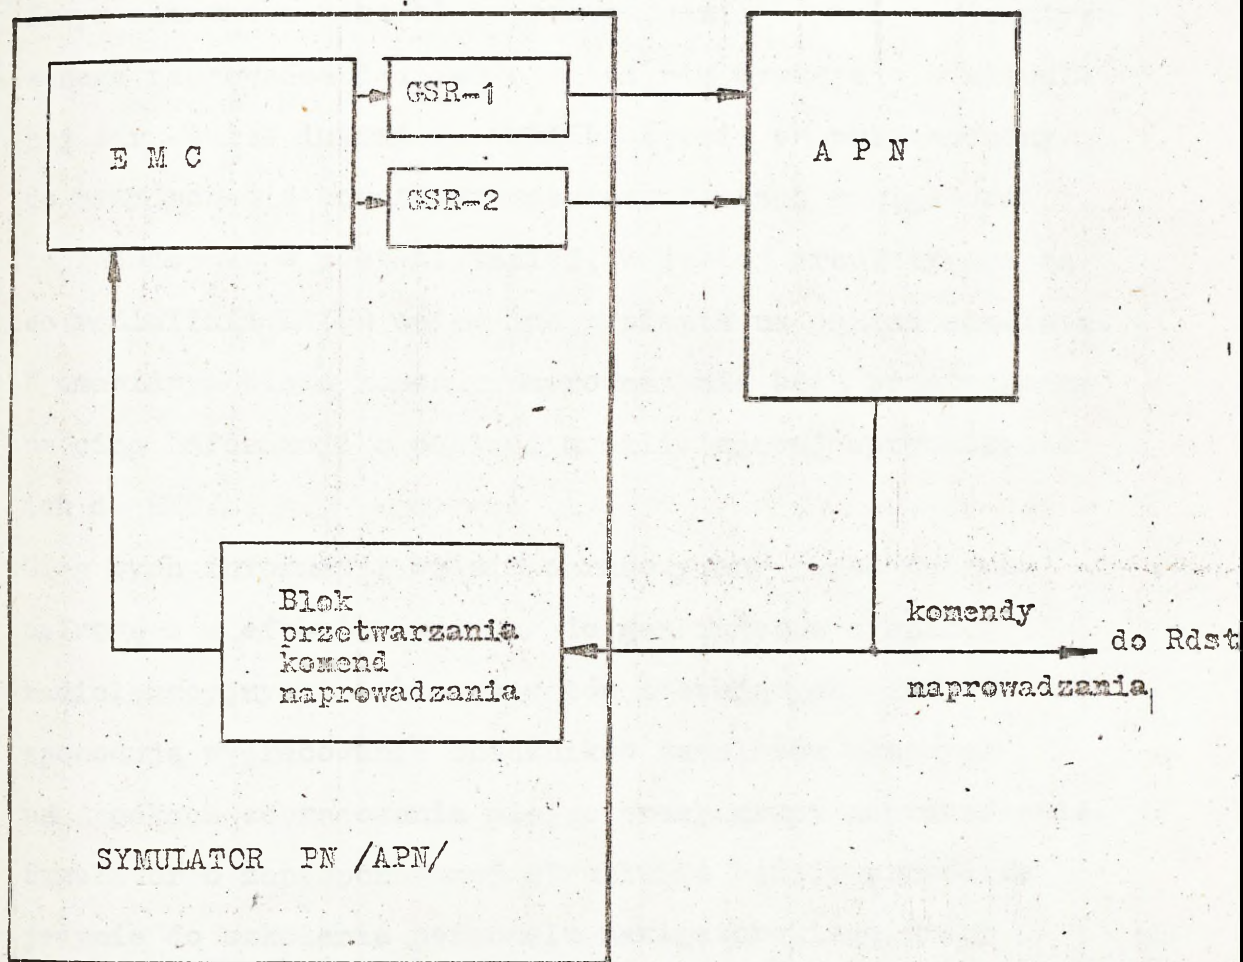 GSR-1
E M C
A P N
GSR-2
Blok
przetwarzania
komend
naprowadzania
komendy
do Rdst
naprowadzania
SYMULATOR PN /APN/